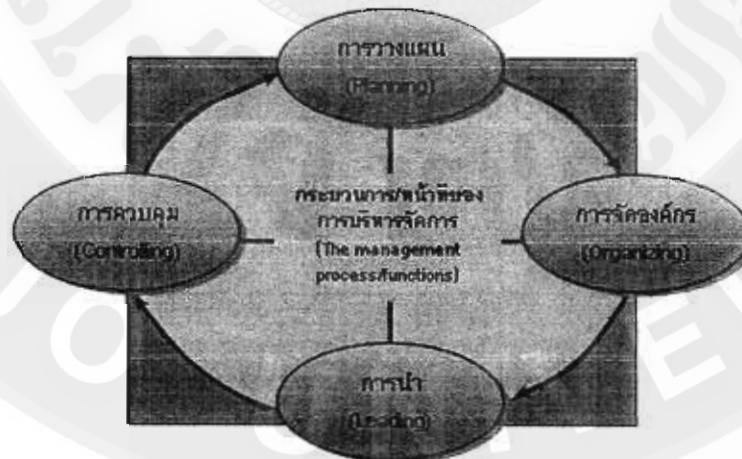 การวางแผน
(Planning)
กระบวนการ/หน้าที่ของ
การบริหารจัดการ
(The management
process/functions)
การควบคุม
(Controlling)
การจัดองค์กร
(Organizing)
การนำ
(Leading)